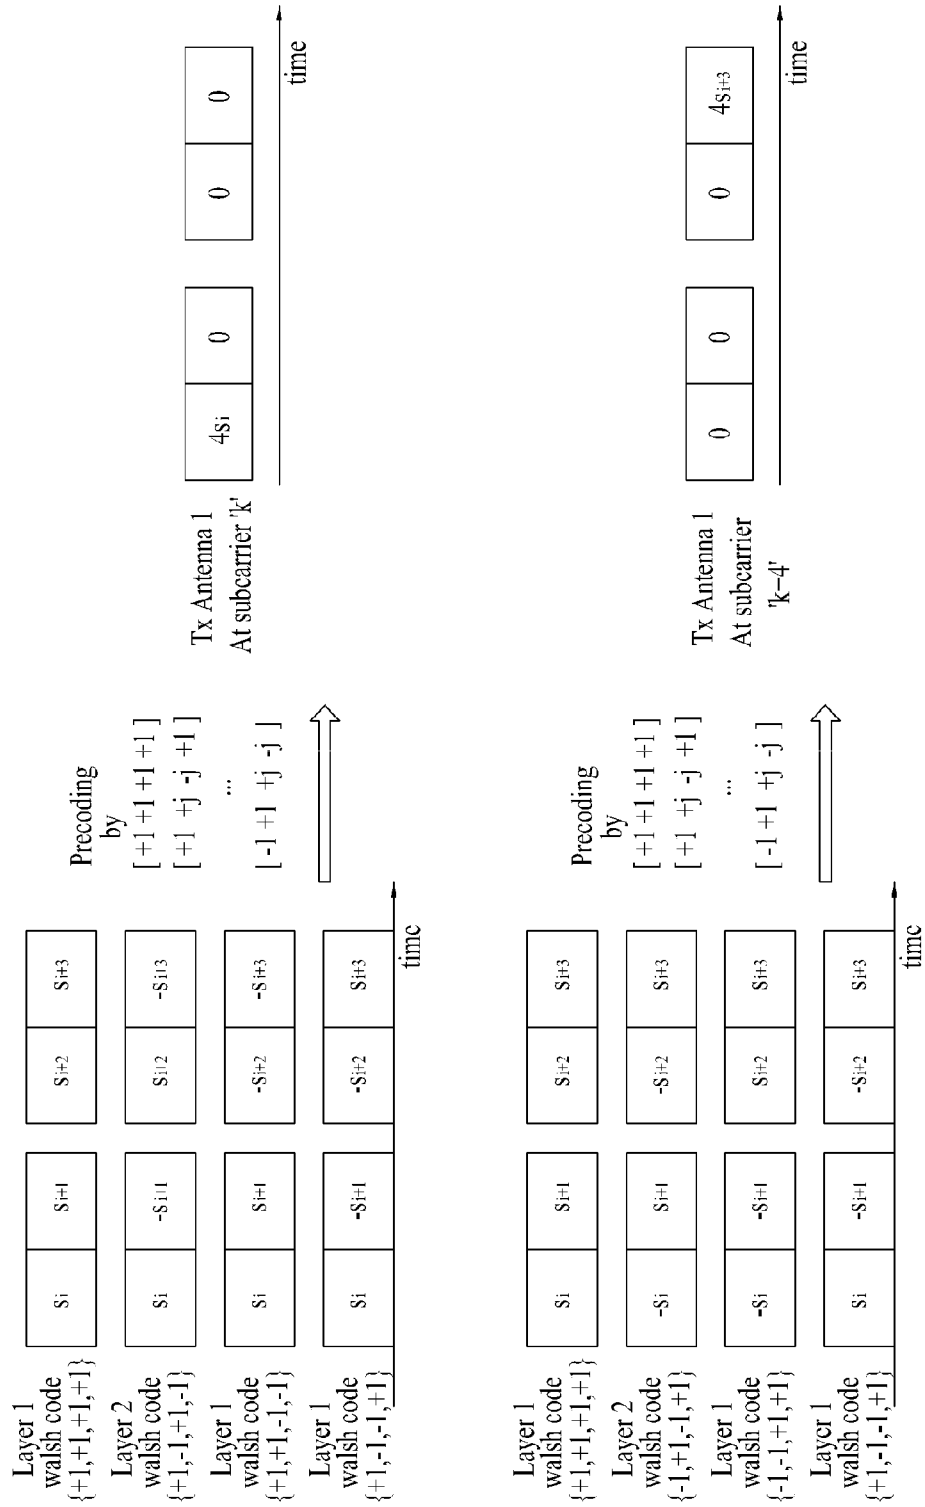 Layer 1
walsh code
{+1,+1,+1,+1}
Si
Si+1
Si+2
Si+3
Layer 2
walsh code
{+1,-1,+1,-1}
Si
-Si+1
Si+2
-Si+3
Layer 1
walsh code
{+1,+1,-1,-1}
Si
Si+1
-Si+2
-Si+3
Layer 1
walsh code
{+1,-1,-1,+1}
Si
-Si+1
-Si+2
Si+3
time
Precoding
by
[ +1 +1 +1 +1 ]
[ +1 +j -j +1 ]
...
[ -1 +1 +j -j ]
Tx Antenna 1
At subcarrier 'k'
4Si
0
0
0
time
Layer 1
walsh code
{+1,+1,+1,+1}
Si
Si+1
Si+2
Si+3
Layer 2
walsh code
{-1,+1,-1,+1}
-Si
Si+1
-Si+2
Si+3
Layer 1
walsh code
{-1,-1,+1,+1}
-Si
-Si+1
Si+2
Si+3
Layer 1
walsh code
{+1,-1,-1,+1}
Si
-Si+1
-Si+2
Si+3
time
Precoding
by
[ +1 +1 +1 +1 ]
[ +1 +j -j +1 ]
...
[ -1 +1 +j -j ]
Tx Antenna 1
At subcarrier
'k−4'
0
0
0
4Si+3
time